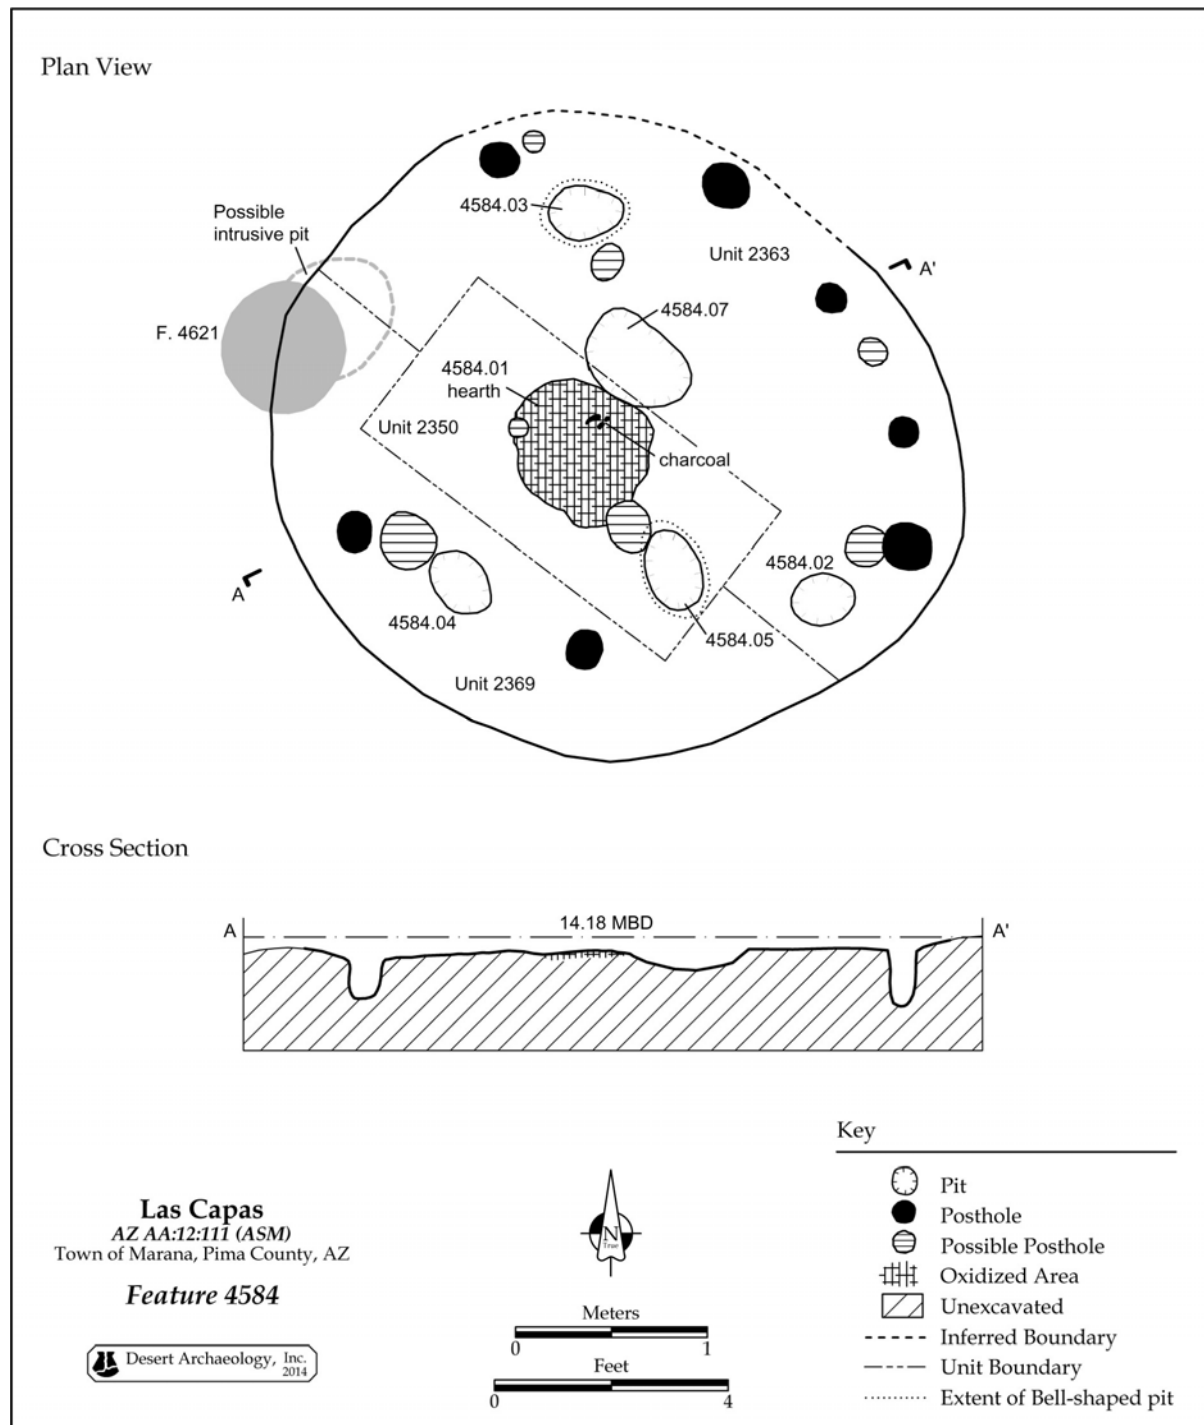 Plan View
Possible
intrusive pit
4584.03
Unit 2363
A'
F. 4621
4584.07
4584.01
hearth
Unit 2350
charcoal
4584.02
A
4584.04
4584.05
Unit 2369
Cross Section
A
14.18 MBD
A'
Las Capas
AZ AA:12:111 (ASM)
Town of Marana, Pima County, AZ
Feature 4584
Desert Archaeology, Inc.
2014
N
True
Meters
0 1
Feet
0 4
Key
Pit
Posthole
Possible Posthole
Oxidized Area
Unexcavated
Inferred Boundary
Unit Boundary
Extent of Bell-shaped pit